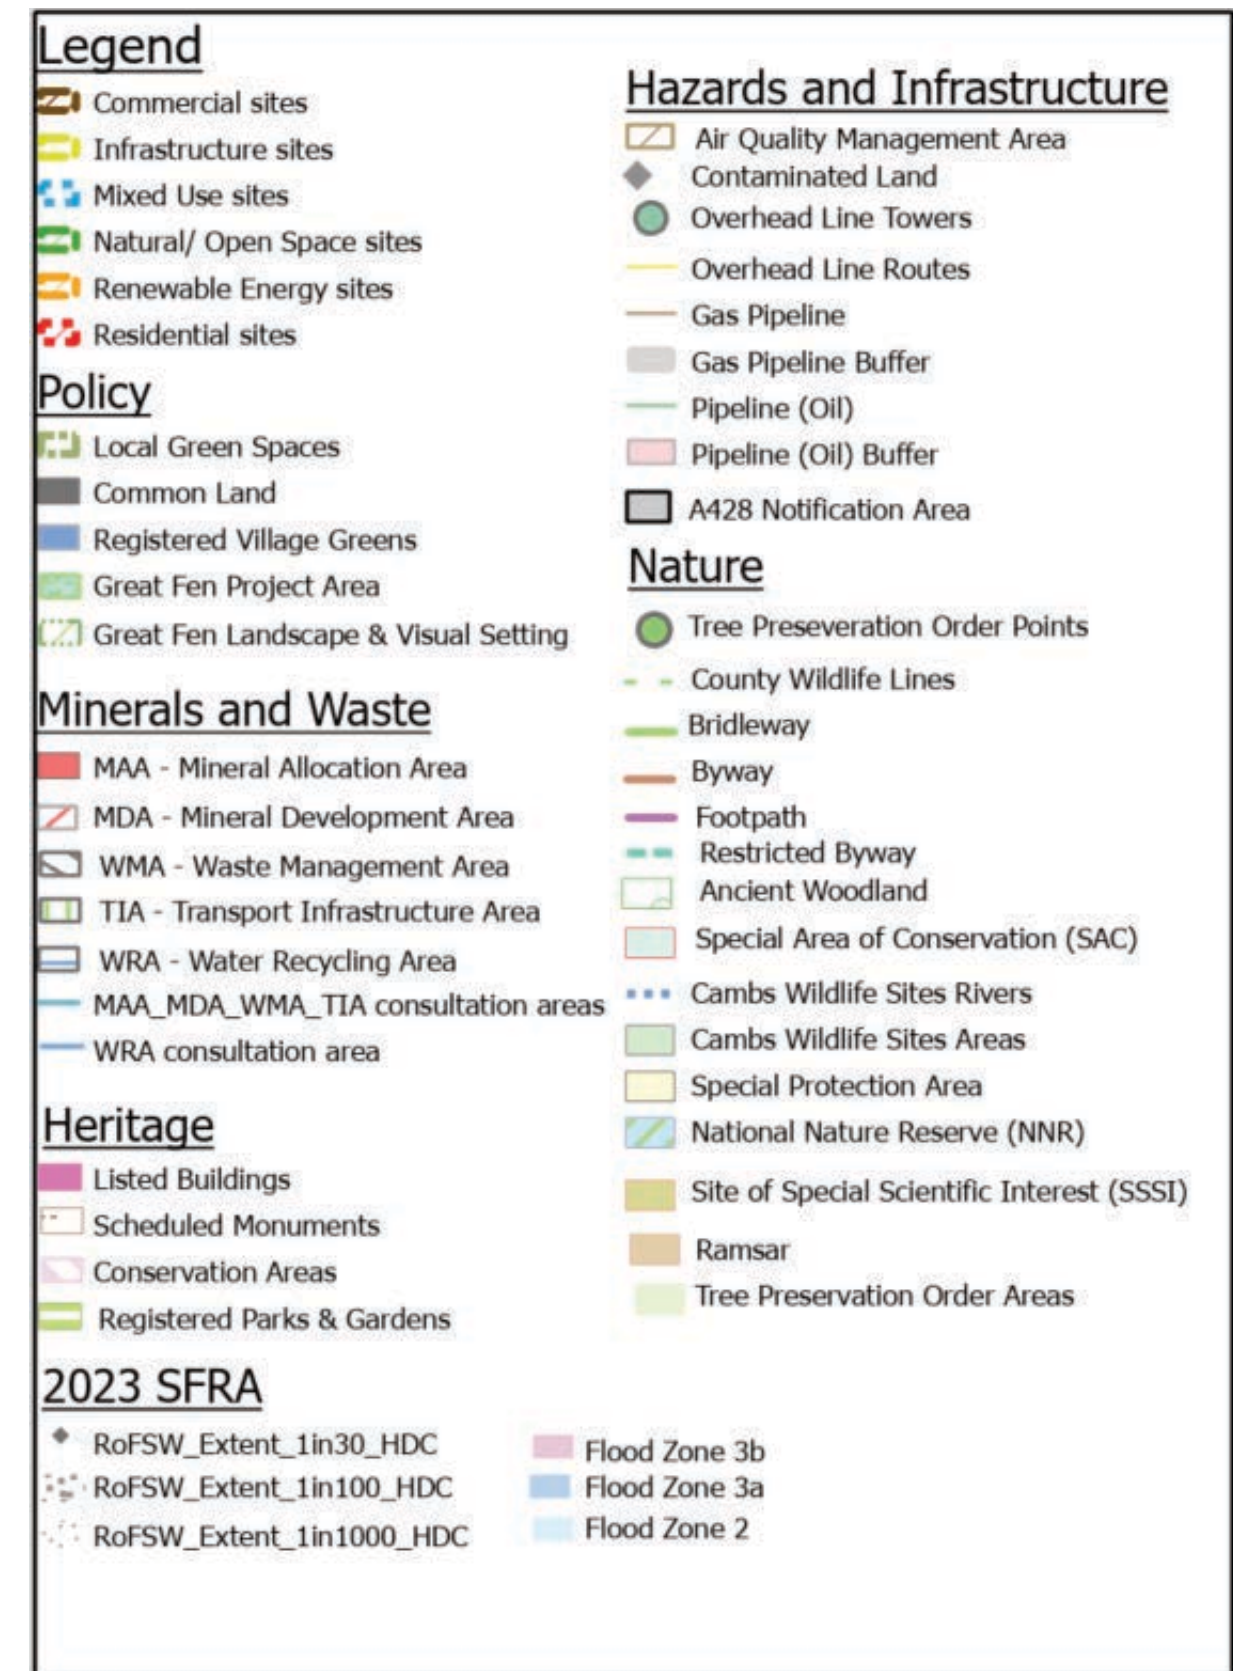 Legend
Commercial sites
Infrastructure sites
Mixed Use sites
Natural/ Open Space sites
Renewable Energy sites
Residential sites
Policy
Local Green Spaces
Common Land
Registered Village Greens
Great Fen Project Area
Great Fen Landscape & Visual Setting
Minerals and Waste
MAA - Mineral Allocation Area
MDA - Mineral Development Area
WMA - Waste Management Area
TIA - Transport Infrastructure Area
WRA - Water Recycling Area
MAA_MDA_WMA_TIA consultation areas
WRA consultation area
Heritage
Listed Buildings
Scheduled Monuments
Conservation Areas
Registered Parks & Gardens
2023 SFRA
RoFSW_Extent_1in30_HDC
RoFSW_Extent_1in100_HDC
RoFSW_Extent_1in1000_HDC
Flood Zone 3b
Flood Zone 3a
Flood Zone 2
Hazards and Infrastructure
Air Quality Management Area
Contaminated Land
Overhead Line Towers
Overhead Line Routes
Gas Pipeline
Gas Pipeline Buffer
Pipeline (Oil)
Pipeline (Oil) Buffer
A428 Notification Area
Nature
Tree Preseveration Order Points
County Wildlife Lines
Bridleway
Byway
Footpath
Restricted Byway
Ancient Woodland
Special Area of Conservation (SAC)
Cambs Wildlife Sites Rivers
Cambs Wildlife Sites Areas
Special Protection Area
National Nature Reserve (NNR)
Site of Special Scientific Interest (SSSI)
Ramsar
Tree Preservation Order Areas